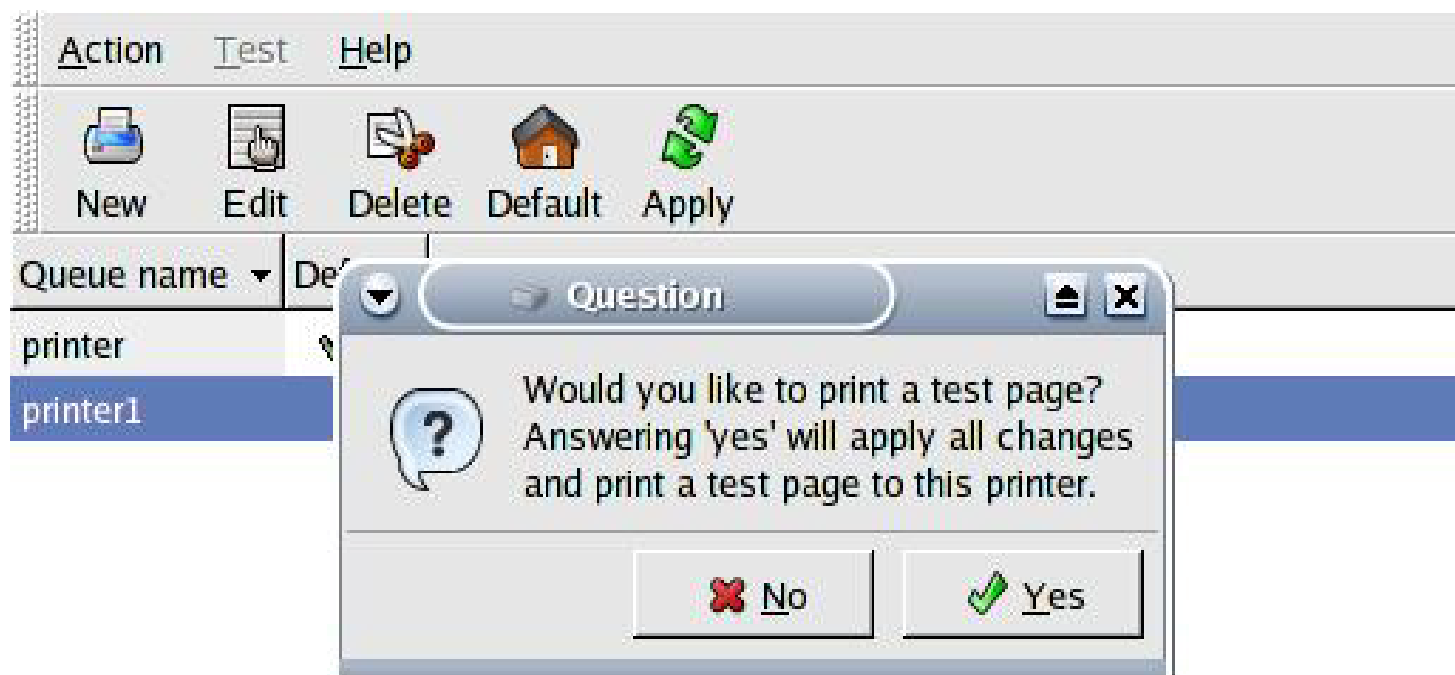 Action Test Help
New Edit Delete Default Apply
Queue name
Question
printer
printer1
Would you like to print a test page?
Answering 'yes' will apply all changes
and print a test page to this printer.
No Yes